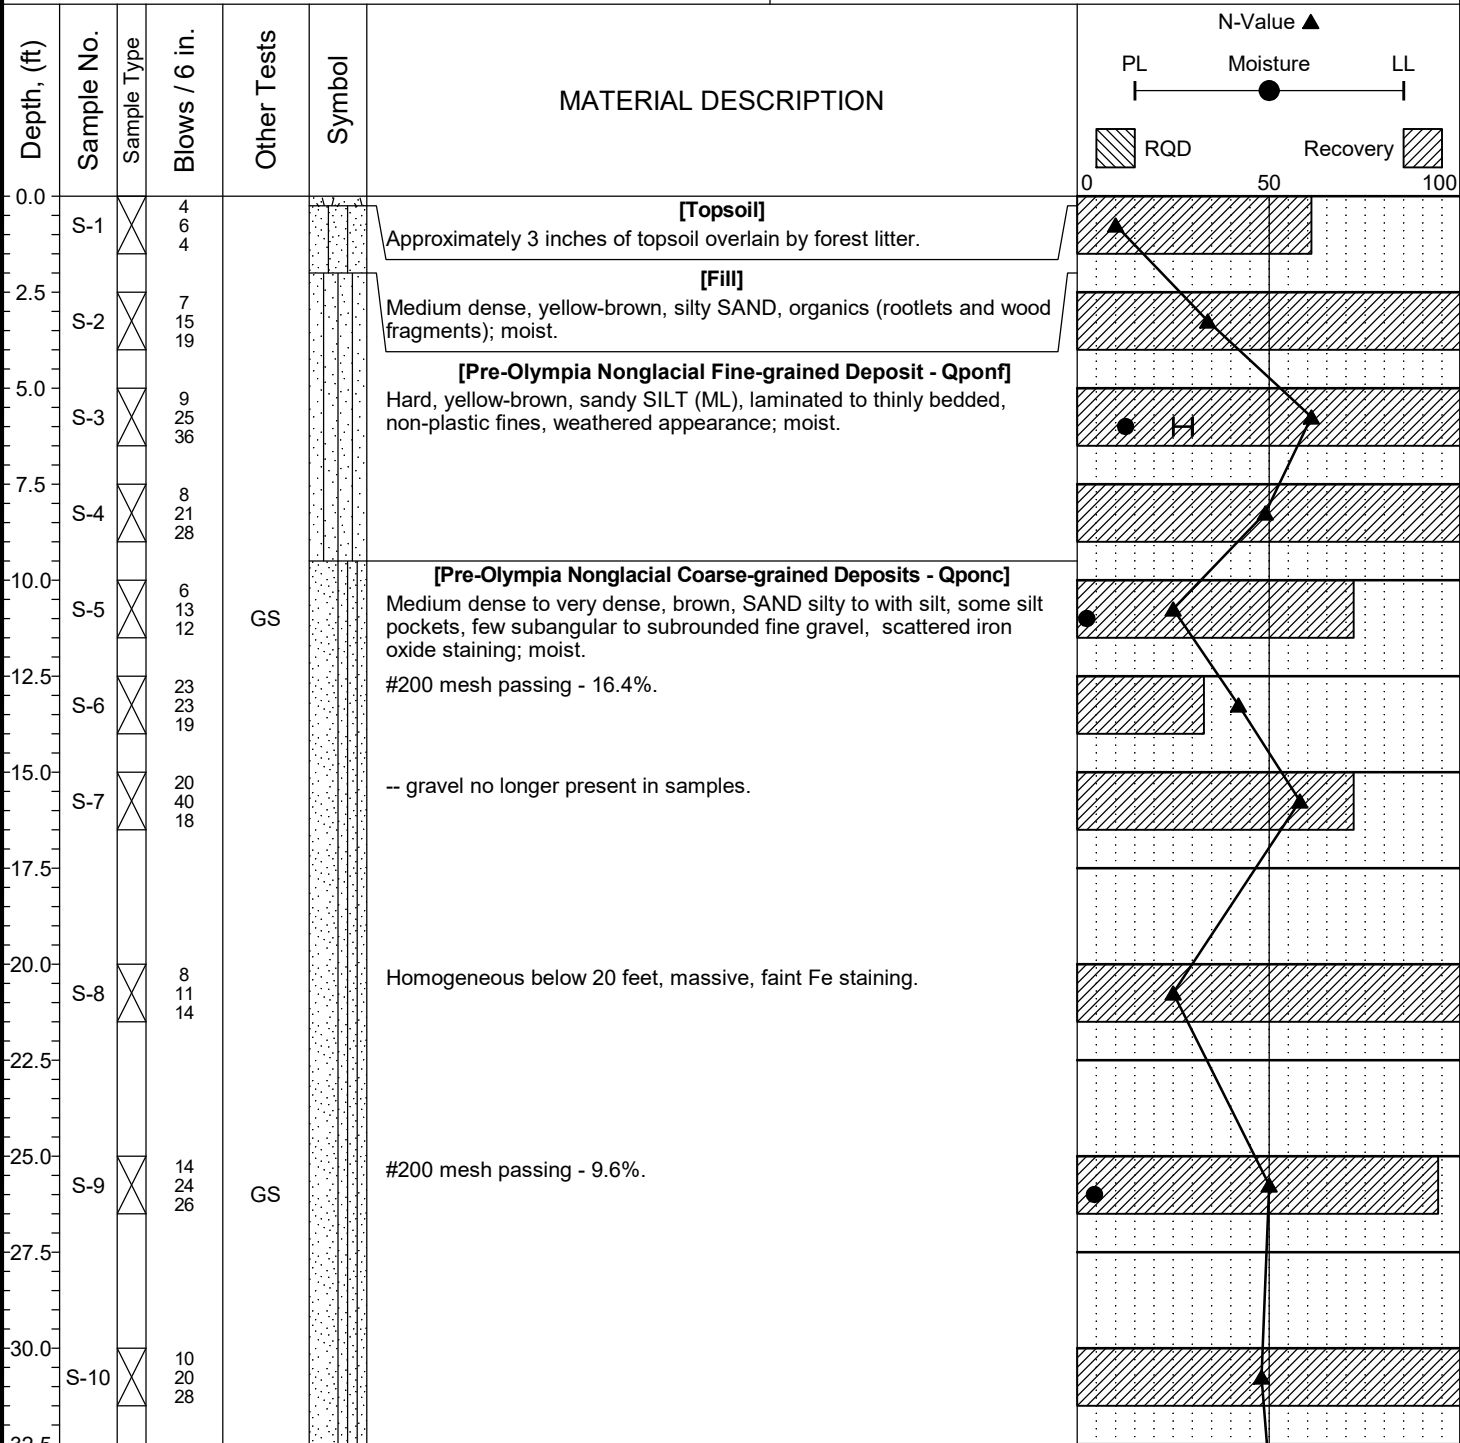 Depth, (ft)
Sample No.
Sample Type
Blows / 6 in.
Other Tests
Symbol
MATERIAL DESCRIPTION
N-Value
PL Moisture LL
RQD Recovery
0 50 100
0.0
[Topsoil]
S-1
4
6
4
Approximately 3 inches of topsoil overlain by forest litter.
[Fill]
2.5
S-2
7
15
19
Medium dense, yellow-brown, silty SAND, organics (rootlets and wood
fragments); moist.
[Pre-Olympia Nonglacial Fine-grained Deposit - Qponf]
5.0
S-3
9
25
36
Hard, yellow-brown, sandy SILT (ML), laminated to thinly bedded,
non-plastic fines, weathered appearance; moist.
7.5
S-4
8
21
28
[Pre-Olympia Nonglacial Coarse-grained Deposits - Qponc]
10.0
S-5
6
13
12
GS
Medium dense to very dense, brown, SAND silty to with silt, some silt
pockets, few subangular to subrounded fine gravel, scattered iron
oxide staining; moist.
12.5
S-6
23
23
19
#200 mesh passing - 16.4%.
15.0
S-7
20
40
18
-- gravel no longer present in samples.
17.5
20.0
S-8
8
11
14
Homogeneous below 20 feet, massive, faint Fe staining.
22.5
25.0
S-9
14
24
26
GS
#200 mesh passing - 9.6%.
27.5
30.0
S-10
10
20
28
32.5